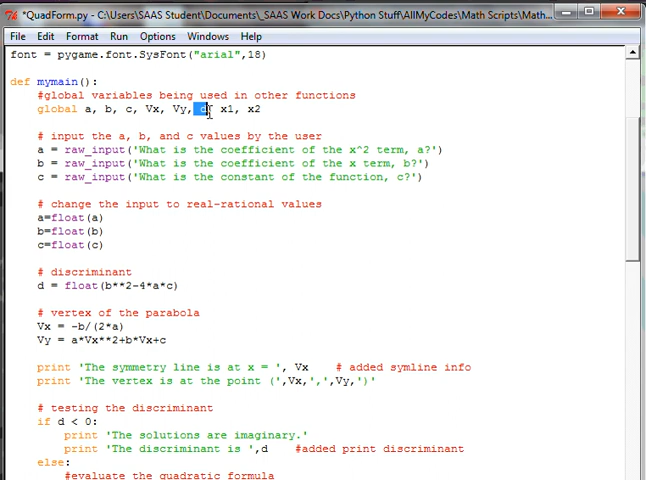 *QuadForm.py - C:\Users\SAAS Student\Documents\_SAAS Work Docs\Python Stuff\AllMyCodes\Math Scripts\Math...
File Edit Format Run Options Windows Help
font = pygame.font.SysFont("arial",18)
def mymain():
#global variables being used in other functions
global a, b, c, Vx, Vy, d, x1, x2
# input the a, b, and c values by the user
a = raw_input('What is the coefficient of the x^2 term, a?')
b = raw_input('What is the coefficient of the x term, b?')
c = raw_input('What is the constant of the function, c?')
# change the input to real-rational values
a=float(a)
b=float(b)
c=float(c)
# discriminant
d = float(b**2-4*a*c)
# vertex of the parabola
Vx = -b/(2*a)
Vy = a*Vx**2+b*Vx+c
print 'The symmetry line is at x = ', Vx # added symline info
print 'The vertex is at the point (',Vx,',',Vy,')'
# testing the discriminant
if d < 0:
print 'The solutions are imaginary.'
print 'The discriminant is ',d #added print discriminant
else:
#evaluate the quadratic formula